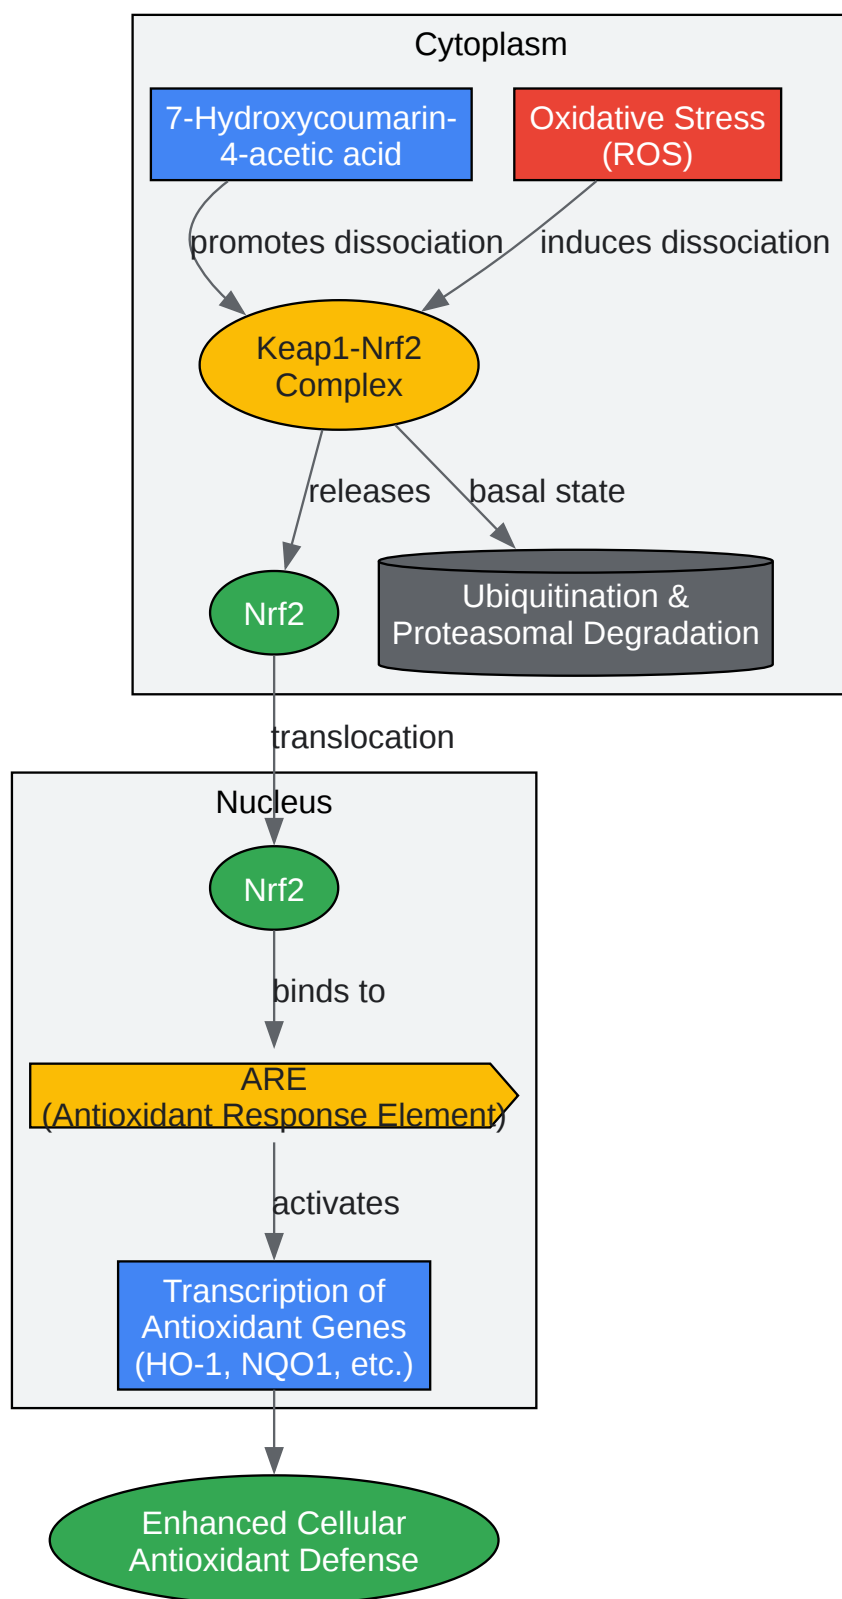 Cytoplasm
7-Hydroxycoumarin-
4-acetic acid
Oxidative Stress
(ROS)
promotes dissociation
induces dissociation
Keap1-Nrf2
Complex
releases
basal state
Nrf2
Ubiquitination &
Proteasomal Degradation
translocation
Nucleus
Nrf2
binds to
ARE
(Antioxidant Response Element)
activates
Transcription of
Antioxidant Genes
(HO-1, NQO1, etc.)
Enhanced Cellular
Antioxidant Defense